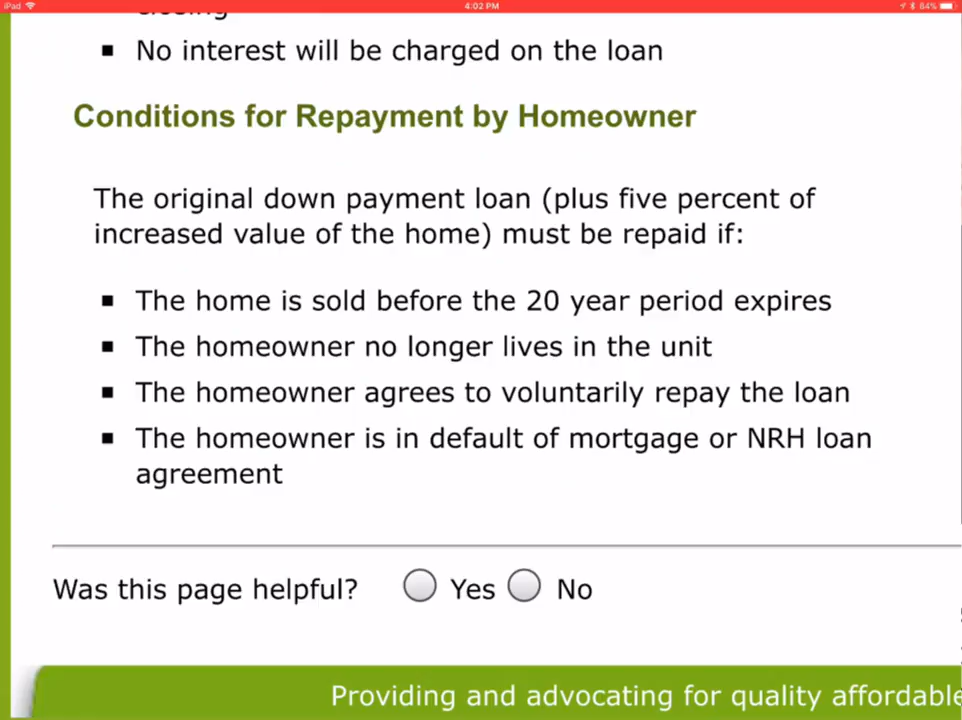 iPad 4:02 PM 84%
closing
No interest will be charged on the loan
Conditions for Repayment by Homeowner
The original down payment loan (plus five percent of
increased value of the home) must be repaid if:
The home is sold before the 20 year period expires
The homeowner no longer lives in the unit
The homeowner agrees to voluntarily repay the loan
The homeowner is in default of mortgage or NRH loan
agreement
Was this page helpful? Yes No
Providing and advocating for quality affordable